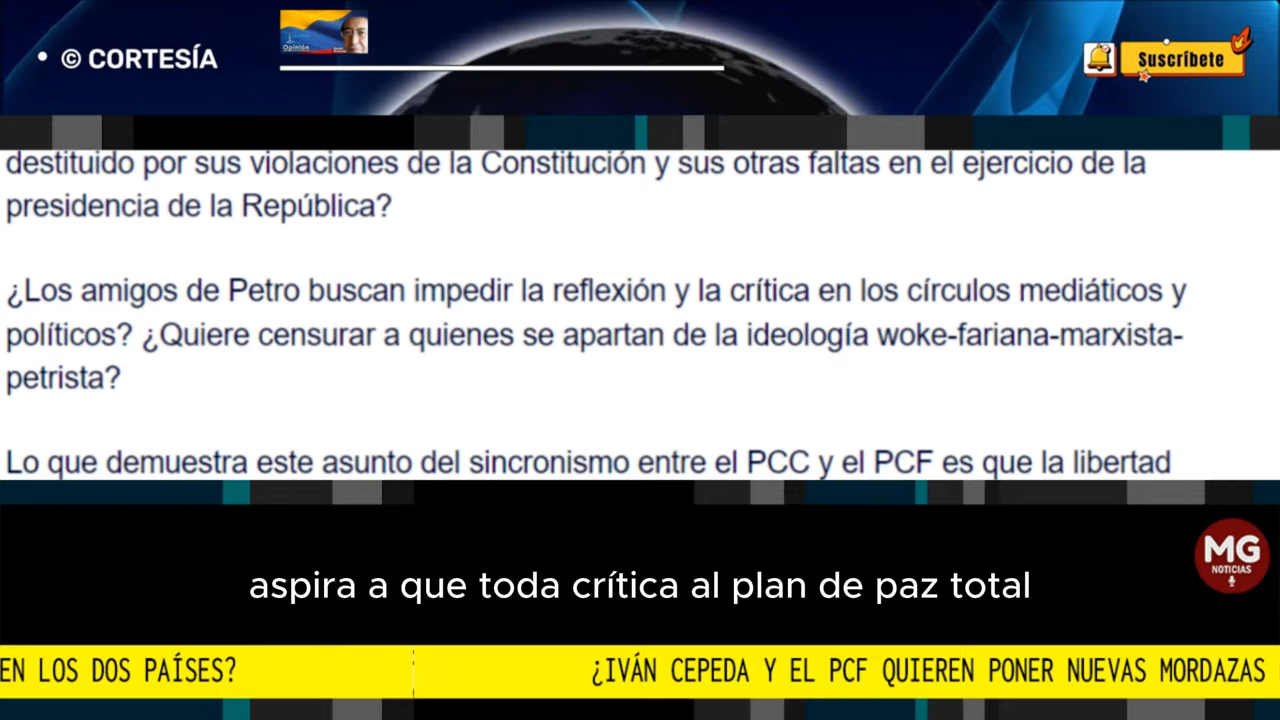 • © CORTESÍA
Opinión
Suscríbete
destituido por sus violaciones de la Constitución y sus otras faltas en el ejercicio de la
presidencia de la República?
¿Los amigos de Petro buscan impedir la reflexión y la crítica en los círculos mediáticos y
políticos? ¿Quiere censurar a quienes se apartan de la ideología woke-fariana-marxista-
petrista?
Lo que demuestra este asunto del sincronismo entre el PCC y el PCF es que la libertad
MG
NOTICIAS
aspira a que toda crítica al plan de paz total
EN LOS DOS PAÍSES? ¿IVÁN CEPEDA Y EL PCF QUIEREN PONER NUEVAS MORDAZAS